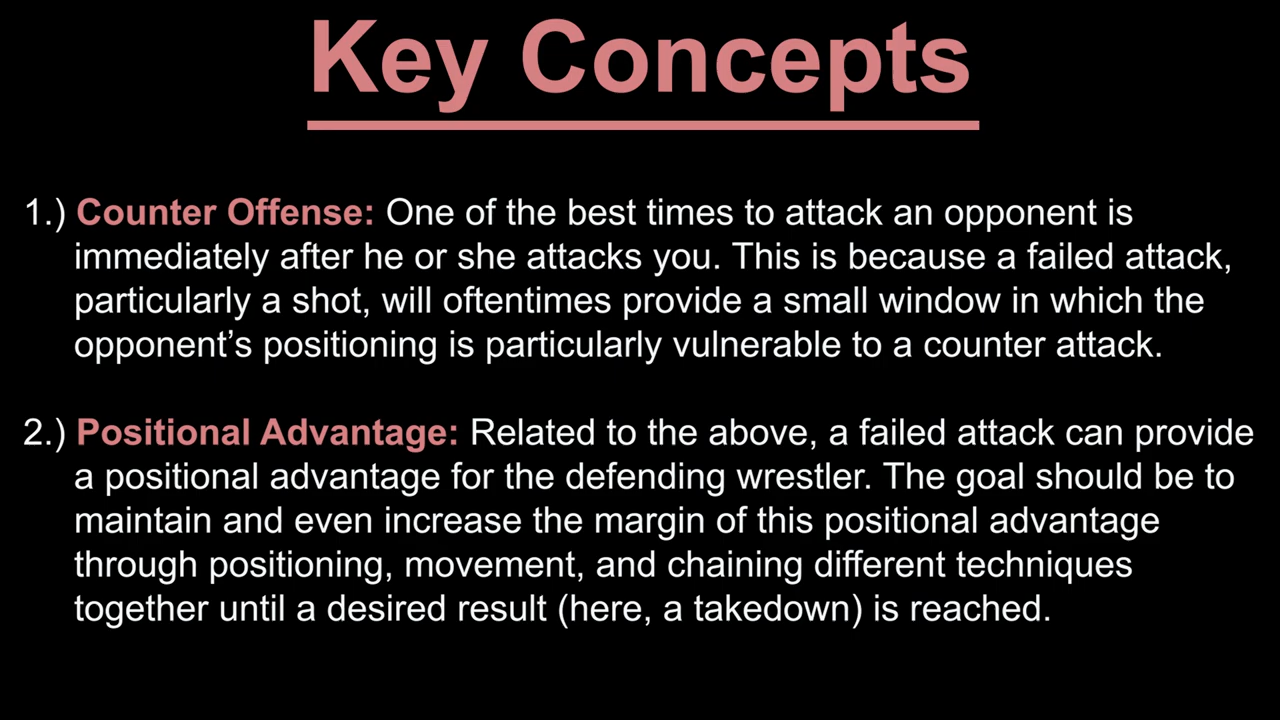 Key Concepts
1.) Counter Offense: One of the best times to attack an opponent is
immediately after he or she attacks you. This is because a failed attack,
particularly a shot, will oftentimes provide a small window in which the
opponent’s positioning is particularly vulnerable to a counter attack.
2.) Positional Advantage: Related to the above, a failed attack can provide
a positional advantage for the defending wrestler. The goal should be to
maintain and even increase the margin of this positional advantage
through positioning, movement, and chaining different techniques
together until a desired result (here, a takedown) is reached.